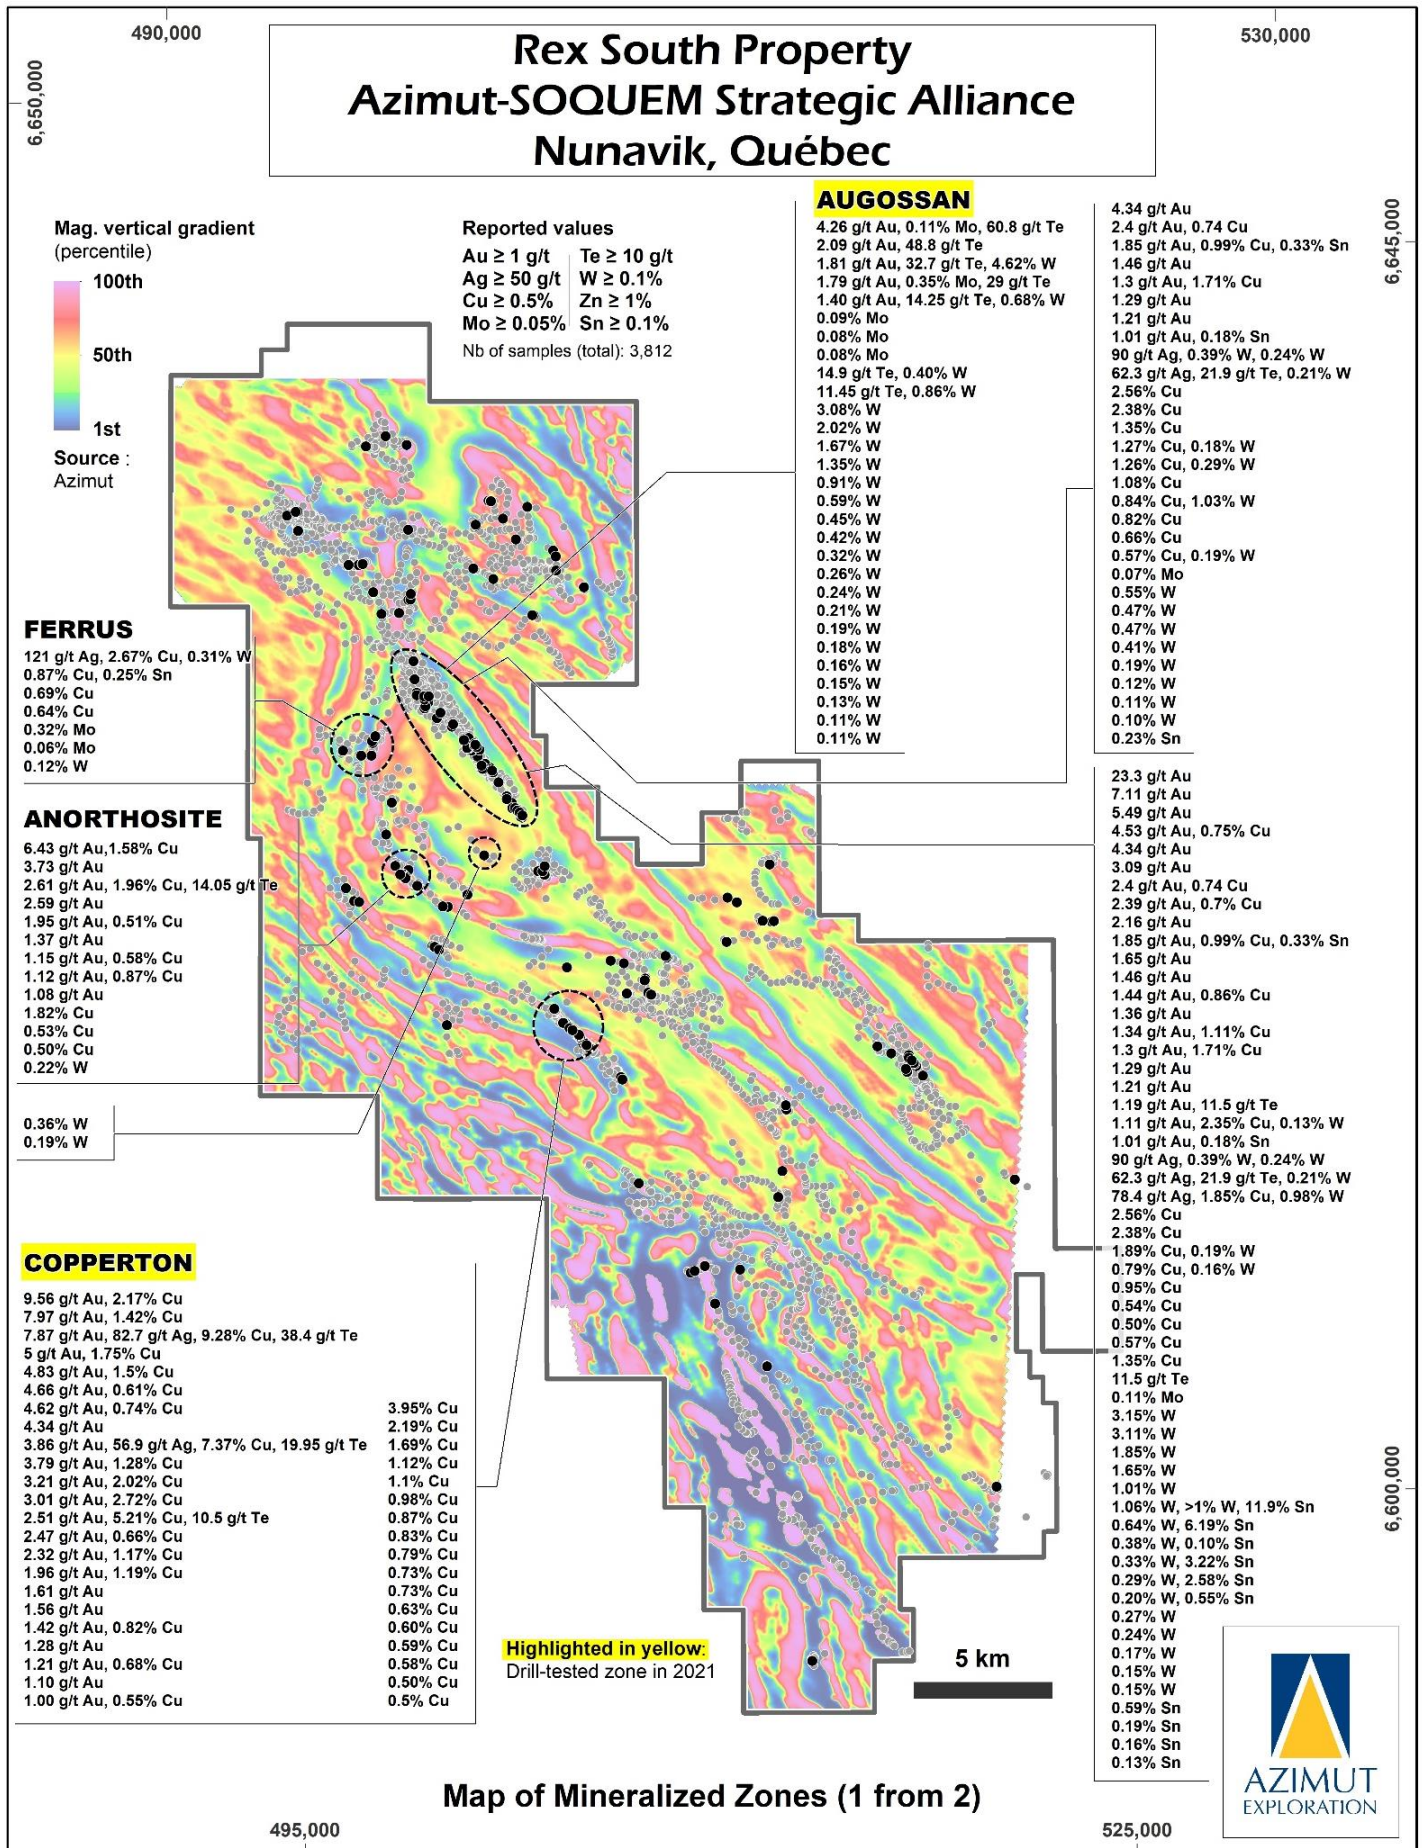 490,000
530,000
6,650,000
Rex South Property
Azimut-SOQUEM Strategic Alliance
Nunavik, Québec
6,645,000
Mag. vertical gradient
(percentile)
100th
50th
1st
Source :
Azimut
Reported values
Au ≥ 1 g/t
Ag ≥ 50 g/t
Cu ≥ 0.5%
Mo ≥ 0.05%
Te ≥ 10 g/t
W ≥ 0.1%
Zn ≥ 1%
Sn ≥ 0.1%
Nb of samples (total): 3,812
AUGOSSAN
4.26 g/t Au, 0.11% Mo, 60.8 g/t Te
2.09 g/t Au, 48.8 g/t Te
1.81 g/t Au, 32.7 g/t Te, 4.62% W
1.79 g/t Au, 0.35% Mo, 29 g/t Te
1.40 g/t Au, 14.25 g/t Te, 0.68% W
0.09% Mo
0.08% Mo
0.08% Mo
14.9 g/t Te, 0.40% W
11.45 g/t Te, 0.86% W
3.08% W
2.02% W
1.67% W
1.35% W
0.91% W
0.59% W
0.45% W
0.42% W
0.32% W
0.26% W
0.24% W
0.21% W
0.19% W
0.18% W
0.16% W
0.15% W
0.13% W
0.11% W
0.11% W
4.34 g/t Au
2.4 g/t Au, 0.74 Cu
1.85 g/t Au, 0.99% Cu, 0.33% Sn
1.46 g/t Au
1.3 g/t Au, 1.71% Cu
1.29 g/t Au
1.21 g/t Au
1.01 g/t Au, 0.18% Sn
90 g/t Ag, 0.39% W, 0.24% W
62.3 g/t Ag, 21.9 g/t Te, 0.21% W
2.56% Cu
2.38% Cu
1.35% Cu
1.27% Cu, 0.18% W
1.26% Cu, 0.29% W
1.08% Cu
0.84% Cu, 1.03% W
0.82% Cu
0.66% Cu
0.57% Cu, 0.19% W
0.07% Mo
0.55% W
0.47% W
0.47% W
0.41% W
0.19% W
0.12% W
0.11% W
0.10% W
0.23% Sn
FERRUS
121 g/t Ag, 2.67% Cu, 0.31% W
0.87% Cu, 0.25% Sn
0.69% Cu
0.64% Cu
0.32% Mo
0.06% Mo
0.12% W
ANORTHOSITE
6.43 g/t Au,1.58% Cu
3.73 g/t Au
2.61 g/t Au, 1.96% Cu, 14.05 g/t Te
2.59 g/t Au
1.95 g/t Au, 0.51% Cu
1.37 g/t Au
1.15 g/t Au, 0.58% Cu
1.12 g/t Au, 0.87% Cu
1.08 g/t Au
1.82% Cu
0.53% Cu
0.50% Cu
0.22% W
0.36% W
0.19% W
23.3 g/t Au
7.11 g/t Au
5.49 g/t Au
4.53 g/t Au, 0.75% Cu
4.34 g/t Au
3.09 g/t Au
2.4 g/t Au, 0.74 Cu
2.39 g/t Au, 0.7% Cu
2.16 g/t Au
1.85 g/t Au, 0.99% Cu, 0.33% Sn
1.65 g/t Au
1.46 g/t Au
1.44 g/t Au, 0.86% Cu
1.36 g/t Au
1.34 g/t Au, 1.11% Cu
1.3 g/t Au, 1.71% Cu
1.29 g/t Au
1.21 g/t Au
1.19 g/t Au, 11.5 g/t Te
1.11 g/t Au, 2.35% Cu, 0.13% W
1.01 g/t Au, 0.18% Sn
90 g/t Ag, 0.39% W, 0.24% W
62.3 g/t Ag, 21.9 g/t Te, 0.21% W
78.4 g/t Ag, 1.85% Cu, 0.98% W
2.56% Cu
2.38% Cu
1.89% Cu, 0.19% W
0.79% Cu, 0.16% W
0.95% Cu
0.54% Cu
0.50% Cu
0.57% Cu
1.35% Cu
11.5 g/t Te
0.11% Mo
3.15% W
3.11% W
1.85% W
1.65% W
1.01% W
1.06% W, >1% W, 11.9% Sn
0.64% W, 6.19% Sn
0.38% W, 0.10% Sn
0.33% W, 3.22% Sn
0.29% W, 2.58% Sn
0.20% W, 0.55% Sn
0.27% W
0.24% W
0.17% W
0.15% W
0.15% W
0.59% Sn
0.19% Sn
0.16% Sn
0.13% Sn
COPPERTON
9.56 g/t Au, 2.17% Cu
7.97 g/t Au, 1.42% Cu
7.87 g/t Au, 82.7 g/t Ag, 9.28% Cu, 38.4 g/t Te
5 g/t Au, 1.75% Cu
4.83 g/t Au, 1.5% Cu
4.66 g/t Au, 0.61% Cu
4.62 g/t Au, 0.74% Cu
4.34 g/t Au
3.86 g/t Au, 56.9 g/t Ag, 7.37% Cu, 19.95 g/t Te
3.79 g/t Au, 1.28% Cu
3.21 g/t Au, 2.02% Cu
3.01 g/t Au, 2.72% Cu
2.51 g/t Au, 5.21% Cu, 10.5 g/t Te
2.47 g/t Au, 0.66% Cu
2.32 g/t Au, 1.17% Cu
1.96 g/t Au, 1.19% Cu
1.61 g/t Au
1.56 g/t Au
1.42 g/t Au, 0.82% Cu
1.28 g/t Au
1.21 g/t Au, 0.68% Cu
1.10 g/t Au
1.00 g/t Au, 0.55% Cu
3.95% Cu
2.19% Cu
1.69% Cu
1.12% Cu
1.1% Cu
0.98% Cu
0.87% Cu
0.83% Cu
0.79% Cu
0.73% Cu
0.73% Cu
0.63% Cu
0.60% Cu
0.59% Cu
0.58% Cu
0.50% Cu
0.5% Cu
6,600,000
Highlighted in yellow:
Drill-tested zone in 2021
5 km
AZIMUT
EXPLORATION
Map of Mineralized Zones (1 from 2)
495,000
525,000